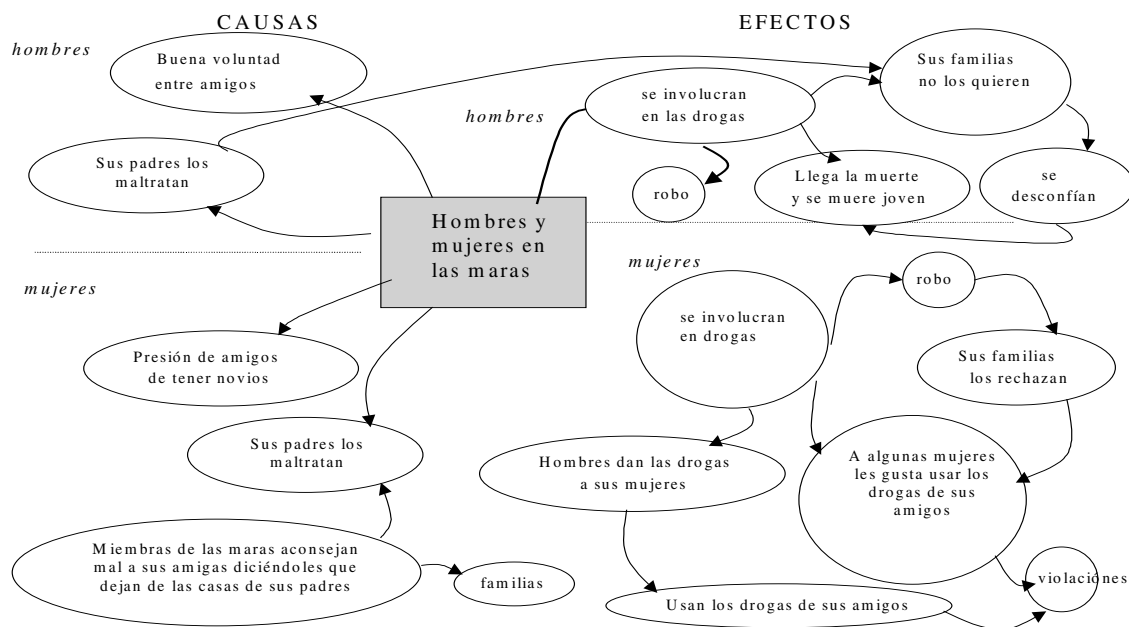 CAUSAS
EFECTOS
hombres
Buena voluntad
entre amigos
Sus padres los
maltratan
hombres
se involucran
en las drogas
Sus familias
no los quieren
robo
Llega la muerte
y se muere joven
se
desconfían
Hombres y
mujeres en
las maras
mujeres
Presión de amigos
de tener novios
Sus padres los
maltratan
Miembras de las maras aconsejan
mal a sus amigas diciéndoles que
dejan de las casas de sus padres
familias
mujeres
se involucran
en drogas
robo
Sus familias
los rechazan
Hombres dan las drogas
a sus mujeres
A algunas mujeres
les gusta usar los
drogas de sus
amigos
Usan los drogas de sus amigos
violaciónes